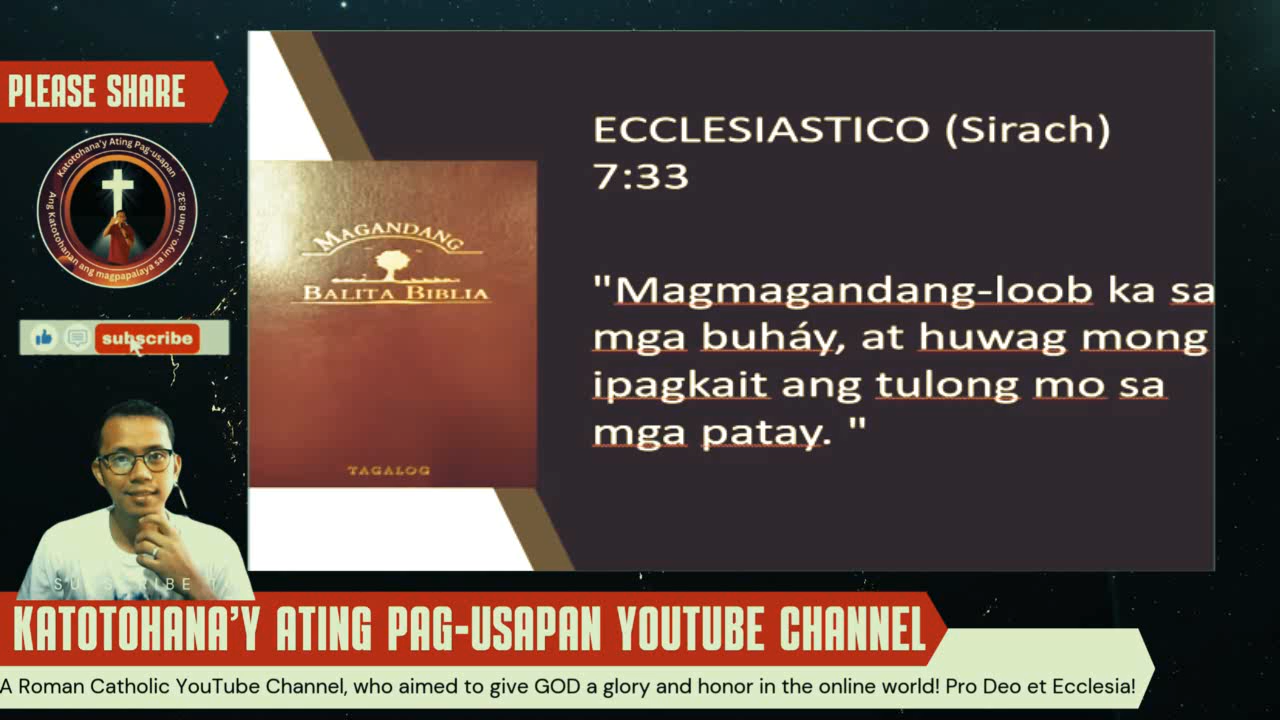 PLEASE SHARE
Katotohana'y Ating Pag-usapan
Ang Katotohanan ang magpapalaya sa inyo. Juan 8:32
subscribe
SUBSCRIBE
ECCLESIASTICO (Sirach)
7:33
"Magmagandang-loob ka sa
mga buháy, at huwag mong
ipagkait ang tulong mo sa
mga patay. "
MAGANDANG
BALITA BIBLIA
TAGALOG
KATOTOHANA'Y ATING PAG-USAPAN YOUTUBE CHANNEL
A Roman Catholic YouTube Channel, who aimed to give GOD a glory and honor in the online world! Pro Deo et Ecclesia!